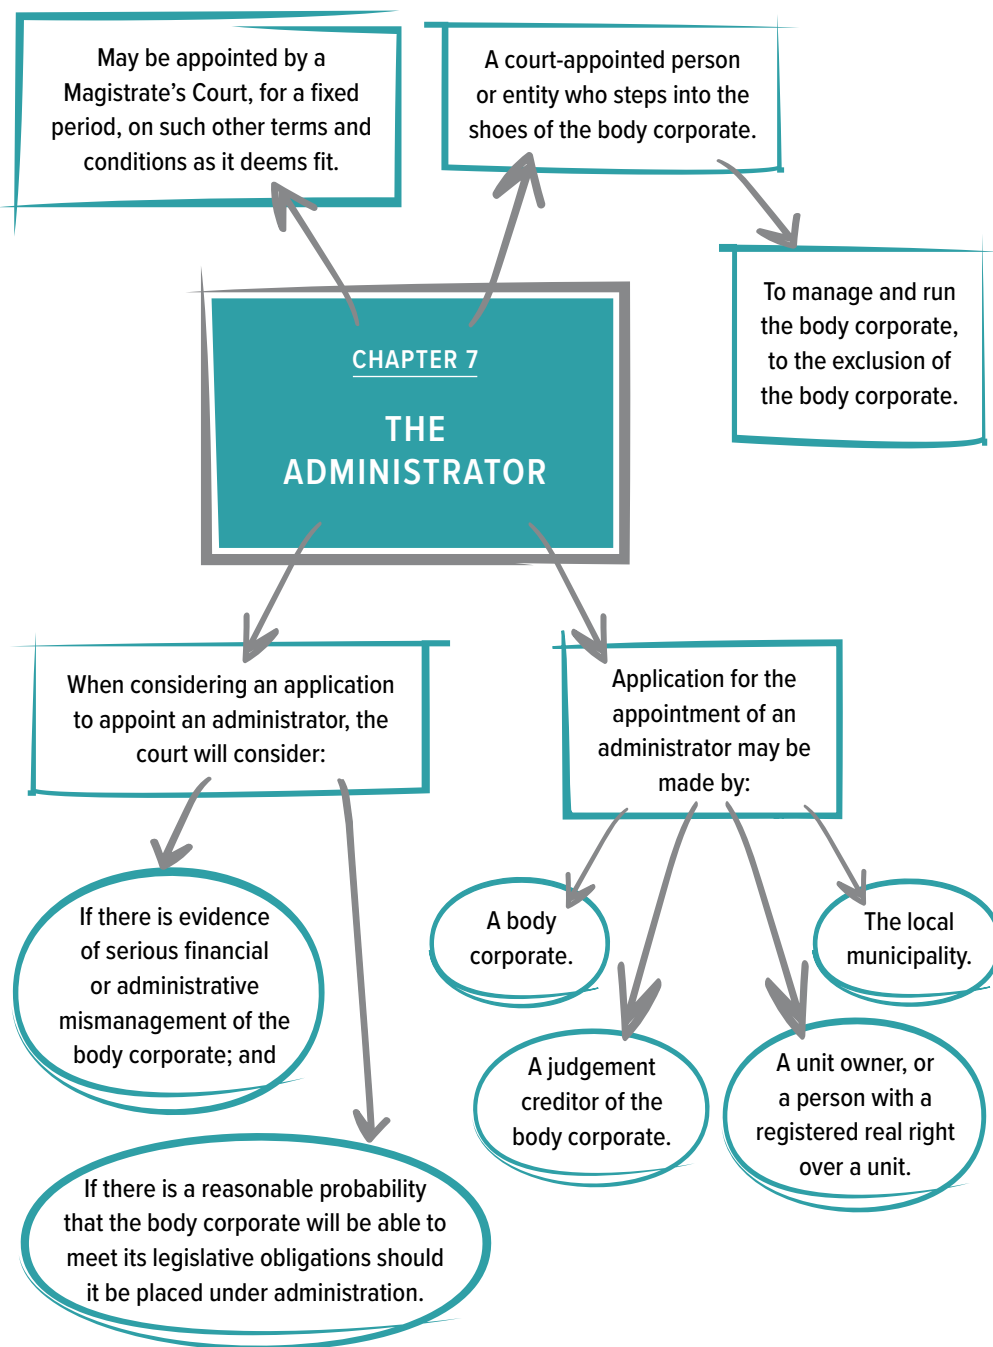 May be appointed by a
Magistrate’s Court, for a fixed
period, on such other terms and
conditions as it deems fit.
A court-appointed person
or entity who steps into the
shoes of the body corporate.
To manage and run
the body corporate,
to the exclusion of
the body corporate.
CHAPTER 7
THE
ADMINISTRATOR
When considering an application
to appoint an administrator, the
court will consider:
If there is evidence
of serious financial
or administrative
mismanagement of the
body corporate; and
If there is a reasonable probability
that the body corporate will be able to
meet its legislative obligations should
it be placed under administration.
Application for the
appointment of an
administrator may be
made by:
A body
corporate.
A judgement
creditor of the
body corporate.
A unit owner, or
a person with a
registered real right
over a unit.
The local
municipality.